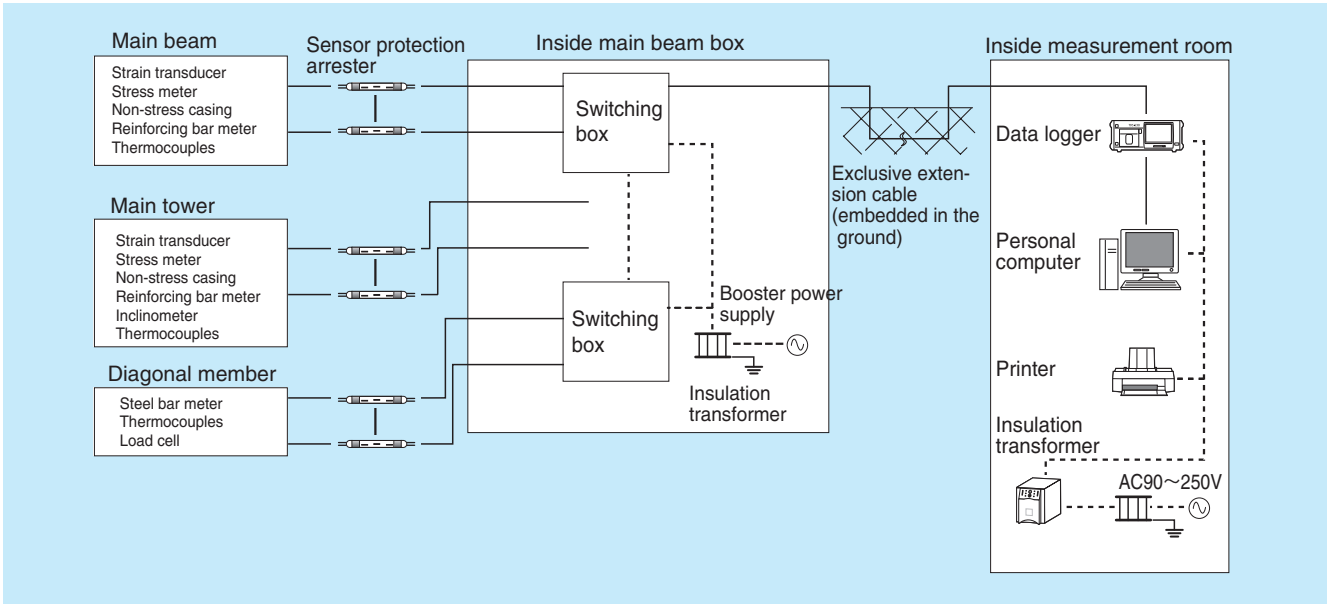 Main beam
Strain transducer
Stress meter
Non-stress casing
Reinforcing bar meter
Thermocouples
Main tower
Strain transducer
Stress meter
Non-stress casing
Reinforcing bar meter
Inclinometer
Thermocouples
Diagonal member
Steel bar meter
Thermocouples
Load cell
Sensor protection
arrester
Inside main beam box
Switching
box
Switching
box
Booster power
supply
Insulation
transformer
Exclusive exten-
sion cable
(embedded in the
ground)
Inside measurement room
Data logger
Personal
computer
Printer
Insulation
transformer
AC90～250V